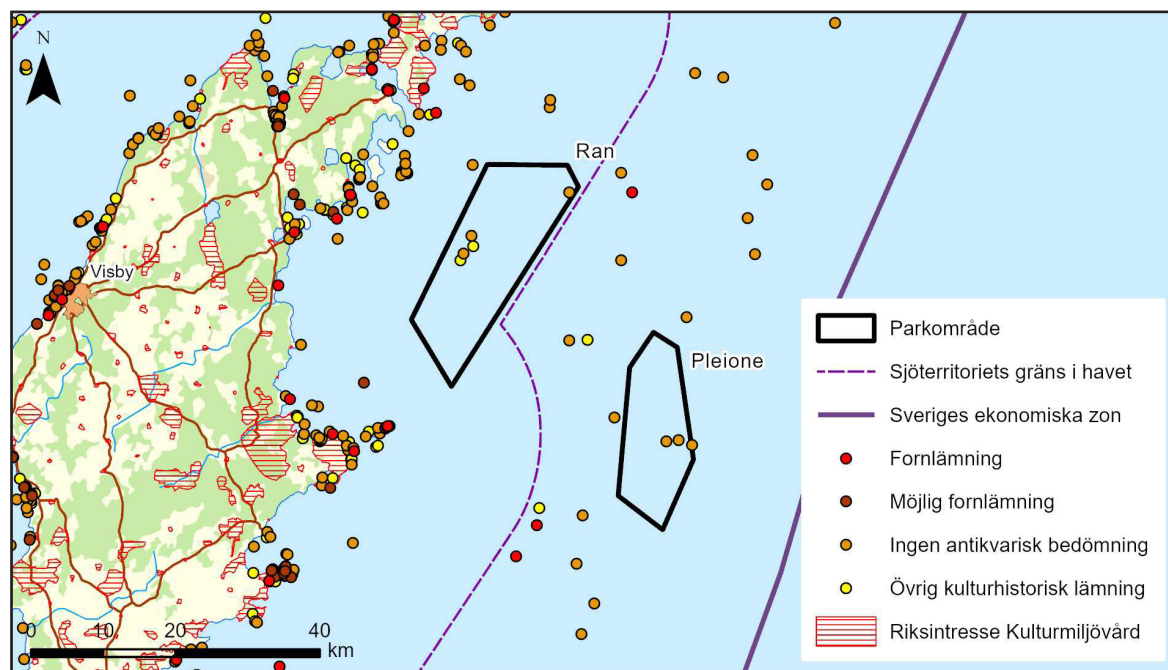 N
Ran
Visby
Pleione
Parkområde
Sjöterritoriets gräns i havet
Sveriges ekonomiska zon
Fornlämning
Möjlig fornlämning
Ingen antikvarisk bedömning
Övrig kulturhistorisk lämning
Riksintresse Kulturmiljövård
0 10 20 40
km